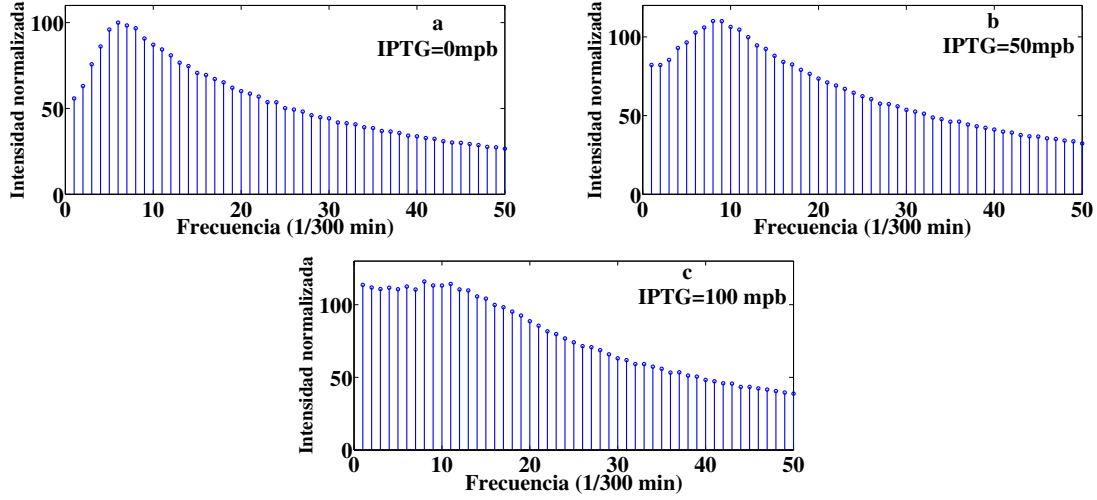 a
IPTG=0mpb
Intensidad normalizada
100
50
0
0 10 20 30 40 50
Frecuencia (1/300 min)
b
IPTG=50mpb
Intensidad normalizada
100
50
0
0 10 20 30 40 50
Frecuencia (1/300 min)
c
IPTG=100 mpb
Intensidad normalizada
100
50
0
0 10 20 30 40 50
Frecuencia (1/300 min)